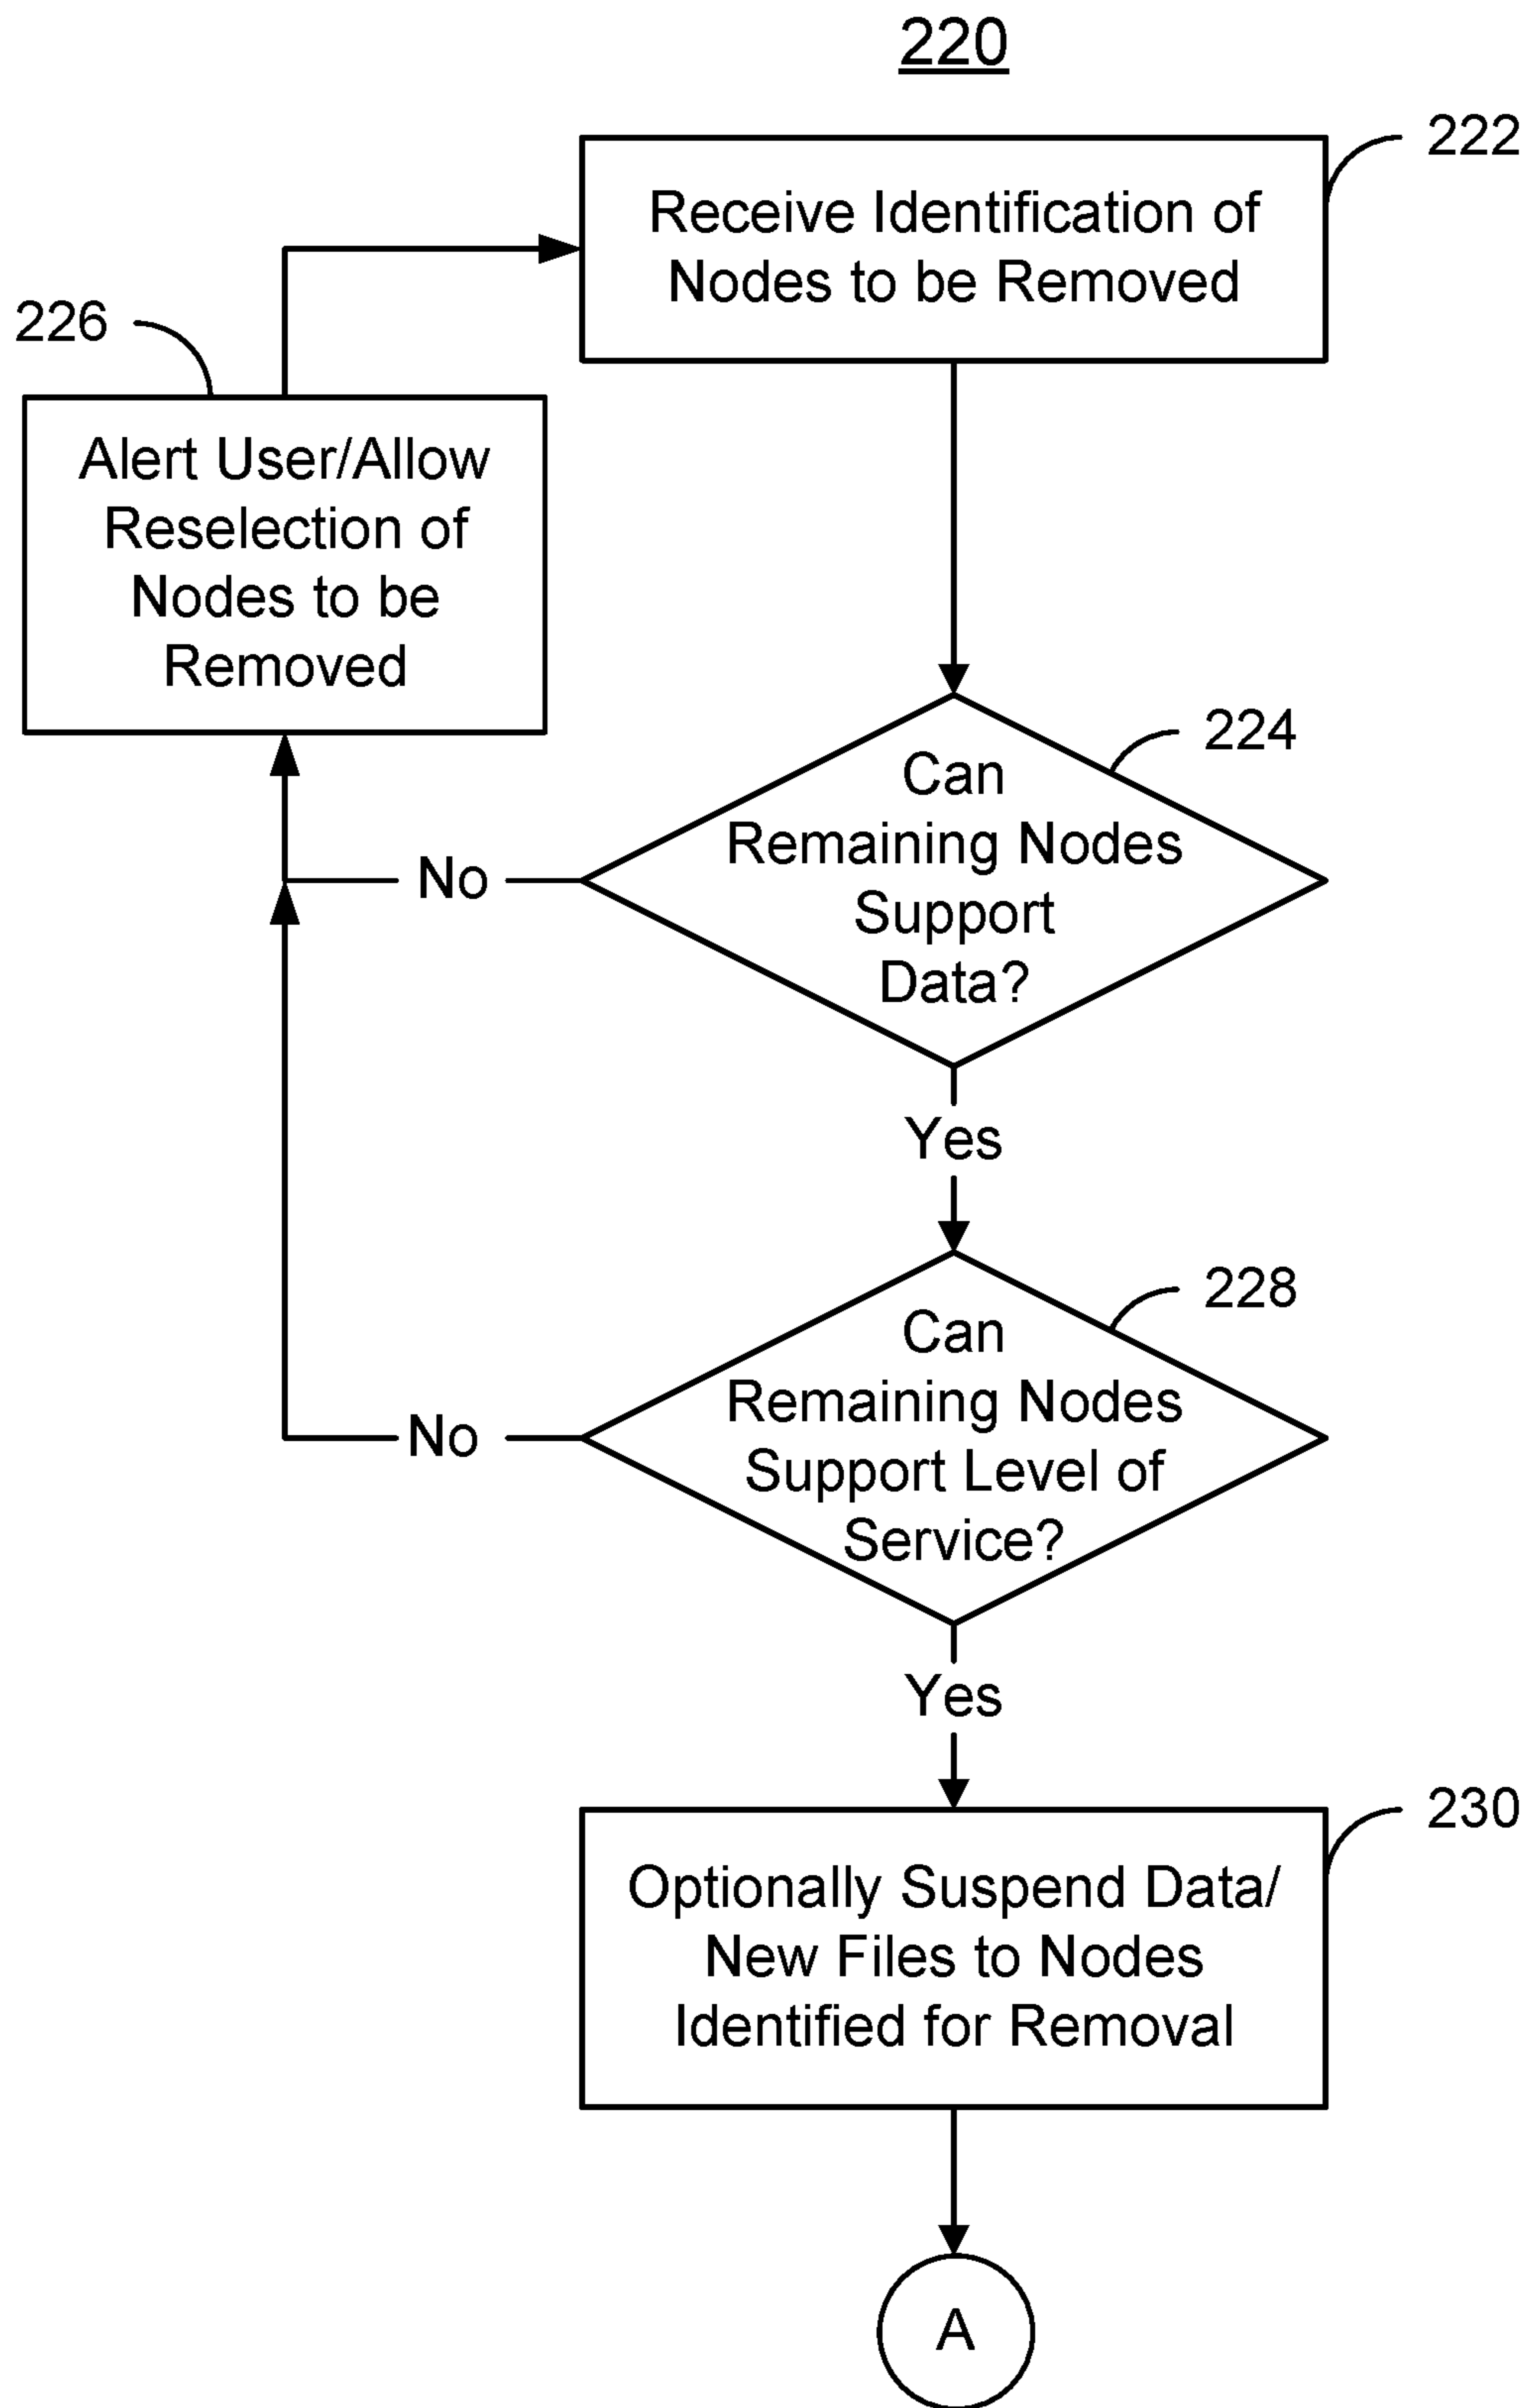 220
222
Receive Identification of
Nodes to be Removed
226
Alert User/Allow
Reselection of
Nodes to be
Removed
224
Can
Remaining Nodes
Support
Data?
No
Yes
228
Can
Remaining Nodes
Support Level of
Service?
No
Yes
230
Optionally Suspend Data/
New Files to Nodes
Identified for Removal
A